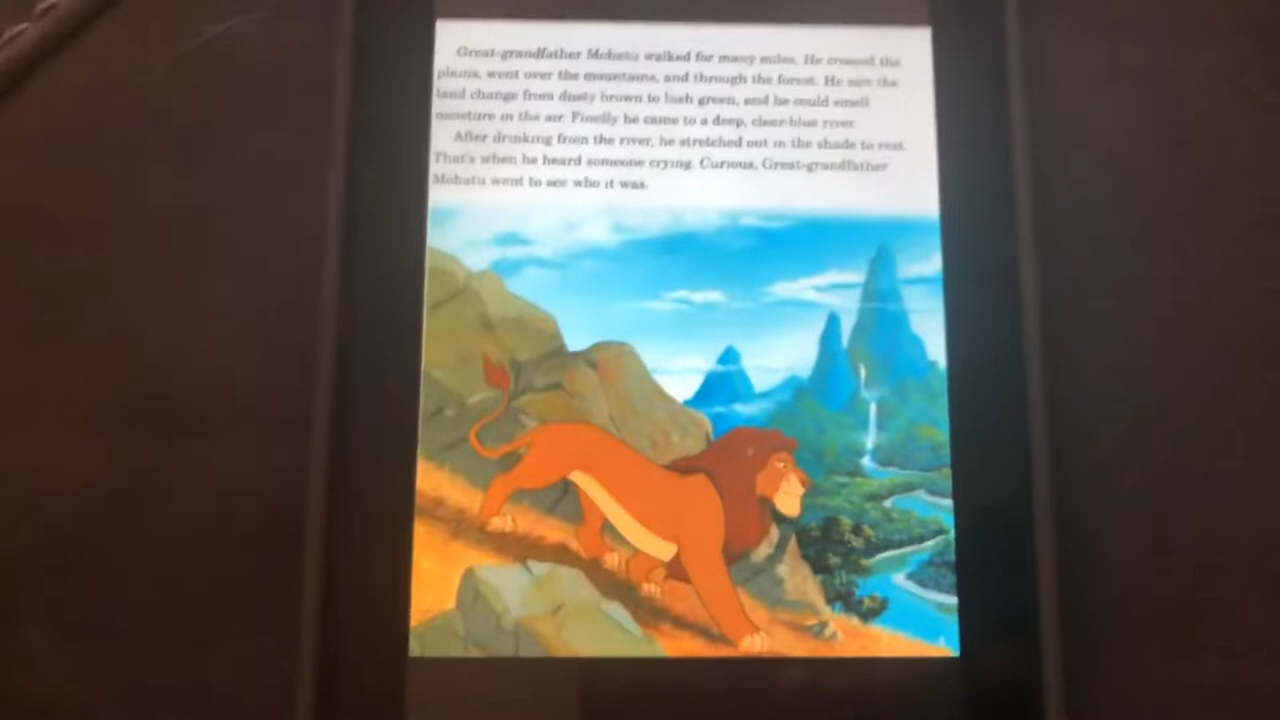 Great-grandfather Mohatu walked for many miles. He crossed the
plains, went over the mountains, and through the forest. He saw the
land change from dusty brown to lush green, and he could smell
moisture in the air. Finally he came to a deep, clear-blue river.
After drinking from the river, he stretched out in the shade to rest.
That's when he heard someone crying. Curious, Great-grandfather
Mohatu went to see who it was.